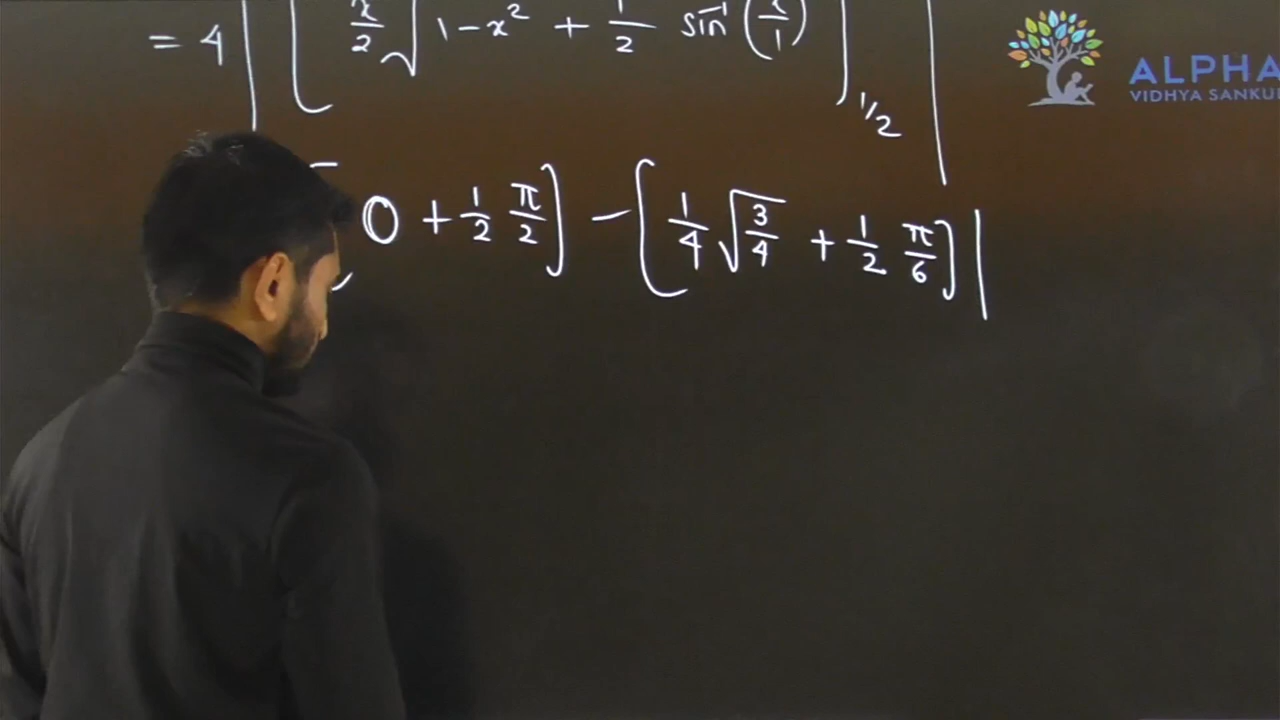 = 4 | [ x/2 √1-x² + 1/2 sin⁻¹ (x/1) ]₁/₂ |
[ 0 + 1/2 π/2 ] - [ 1/4 √3/4 + 1/2 π/6 ] |
ALPHA
VIDHYA SANKUL